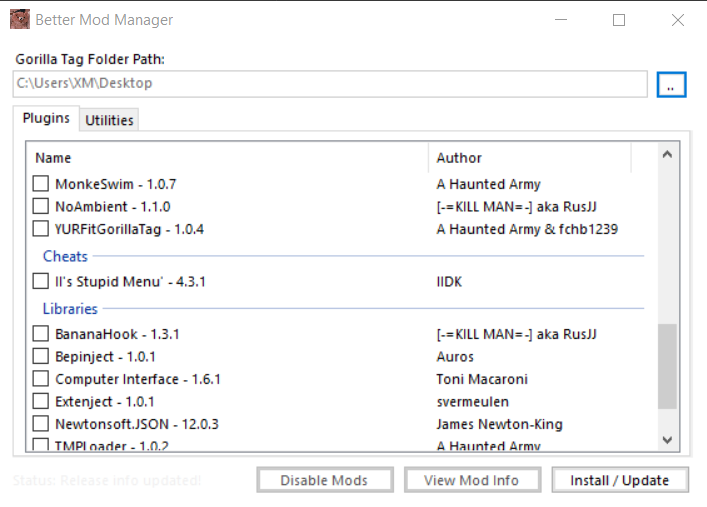 Better Mod Manager
Gorilla Tag Folder Path:
C:\Users\XM\Desktop
..
Plugins Utilities
Name Author
MonkeSwim - 1.0.7 A Haunted Army
NoAmbient - 1.1.0 [-=KILL MAN=-] aka RusJJ
YURFitGorillaTag - 1.0.4 A Haunted Army & fchb1239
Cheats
II's Stupid Menu' - 4.3.1 IIDK
Libraries
BananaHook - 1.3.1 [-=KILL MAN=-] aka RusJJ
Bepinject - 1.0.1 Auros
Computer Interface - 1.6.1 Toni Macaroni
Extenject - 1.0.1 svermeulen
Newtonsoft.JSON - 12.0.3 James Newton-King
TMPLoader - 1.0.2 A Haunted Army
Status: Release info updated! Disable Mods View Mod Info Install / Update